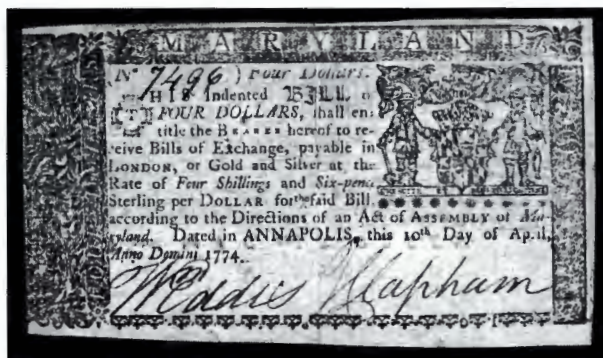 MARYLAND
(No 7496) Four Dollars.
THIS Indented BILL of
FOUR DOLLARS, shall en-
title the BEARER hereof to re-
ceive Bills of Exchange, payable in
LONDON, or Gold and Silver at the
Rate of Four Shillings and Six-pence
Sterling per DOLLAR for the said Bill,
according to the Directions of an Act of ASSEMBLY of Ma-
ryland. Dated in ANNAPOLIS, this 10th Day of April,
Anno Domini 1774.
WEddis JClapham